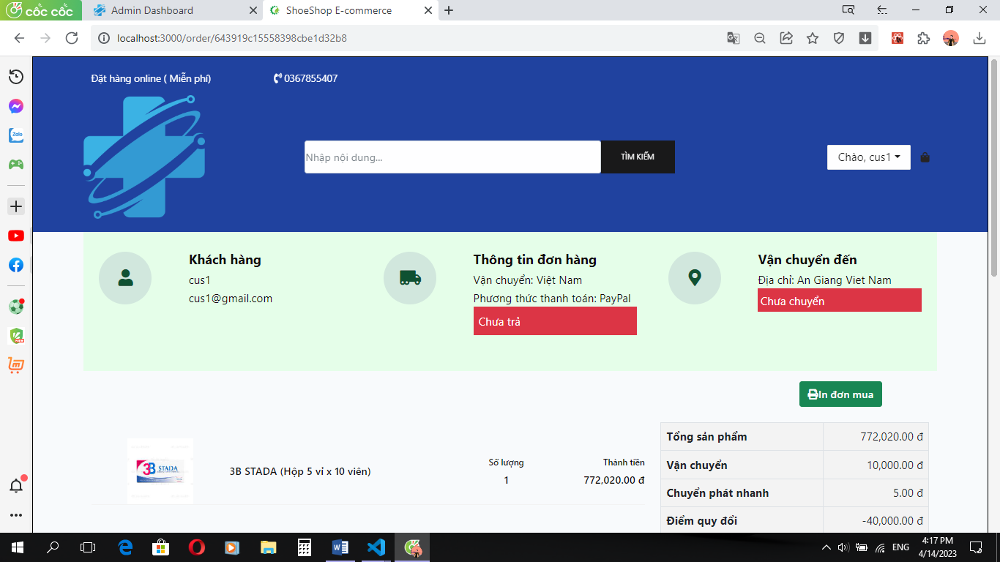 cốc cốc
Admin Dashboard
ShoeShop E-commerce
localhost:3000/order/643919c15558398cbe1d32b8
Đặt hàng online ( Miễn phí)
0367855407
Nhập nội dung...
TÌM KIẾM
Chào, cus1
Zalo
Khách hàng
cus1
cus1@gmail.com
Thông tin đơn hàng
Vận chuyển: Việt Nam
Phương thức thanh toán: PayPal
Chưa trả
Vận chuyển đến
Địa chỉ: An Giang Viet Nam
Chưa chuyển
In đơn mua
3B STADA
3B STADA (Hộp 5 vỉ x 10 viên)
Số lượng
1
Thành tiền
772,020.00 đ
Tổng sản phẩm 772,020.00 đ
Vận chuyển 10,000.00 đ
Chuyển phát nhanh 5.00 đ
Điểm quy đổi -40,000.00 đ
ENG
4:17 PM
4/14/2023